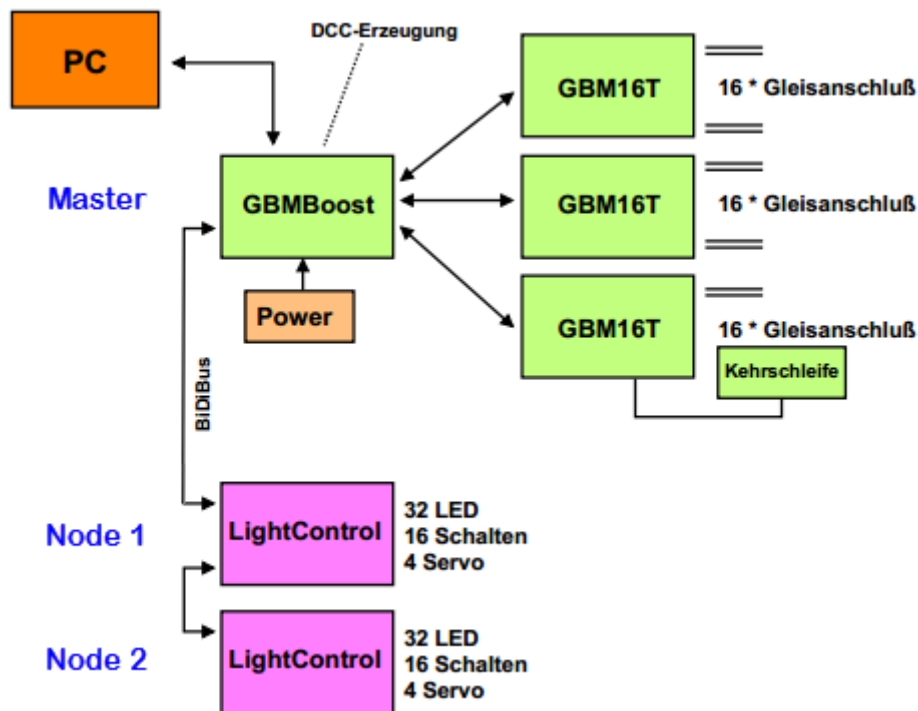 DCC-Erzeugung
PC
GBM16T
16 * Gleisanschluß
Master
GBMBoost
GBM16T
16 * Gleisanschluß
Power
GBM16T
16 * Gleisanschluß
Kehrschleife
BiDiBus
Node 1
LightControl
32 LED
16 Schalten
4 Servo
Node 2
LightControl
32 LED
16 Schalten
4 Servo